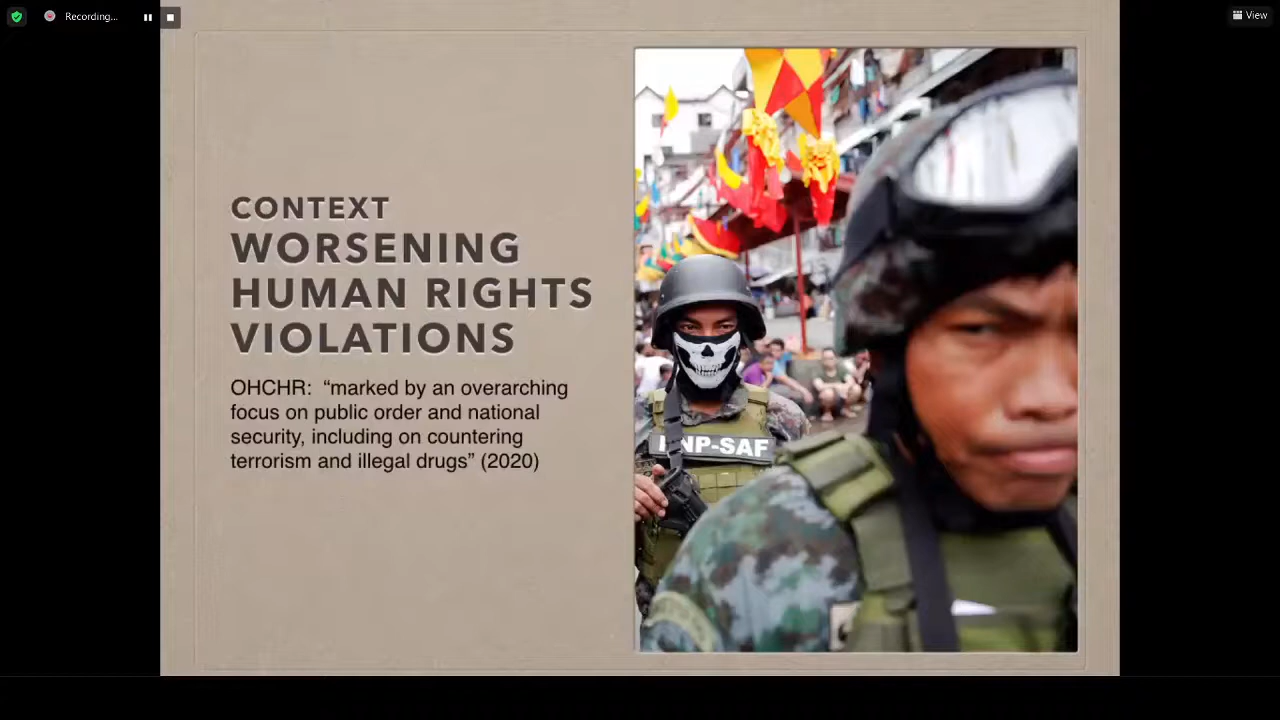 Recording...
View
CONTEXT
WORSENING
HUMAN RIGHTS
VIOLATIONS
OHCHR:  “marked by an overarching
focus on public order and national
security, including on countering
terrorism and illegal drugs” (2020)
PNP-SAF